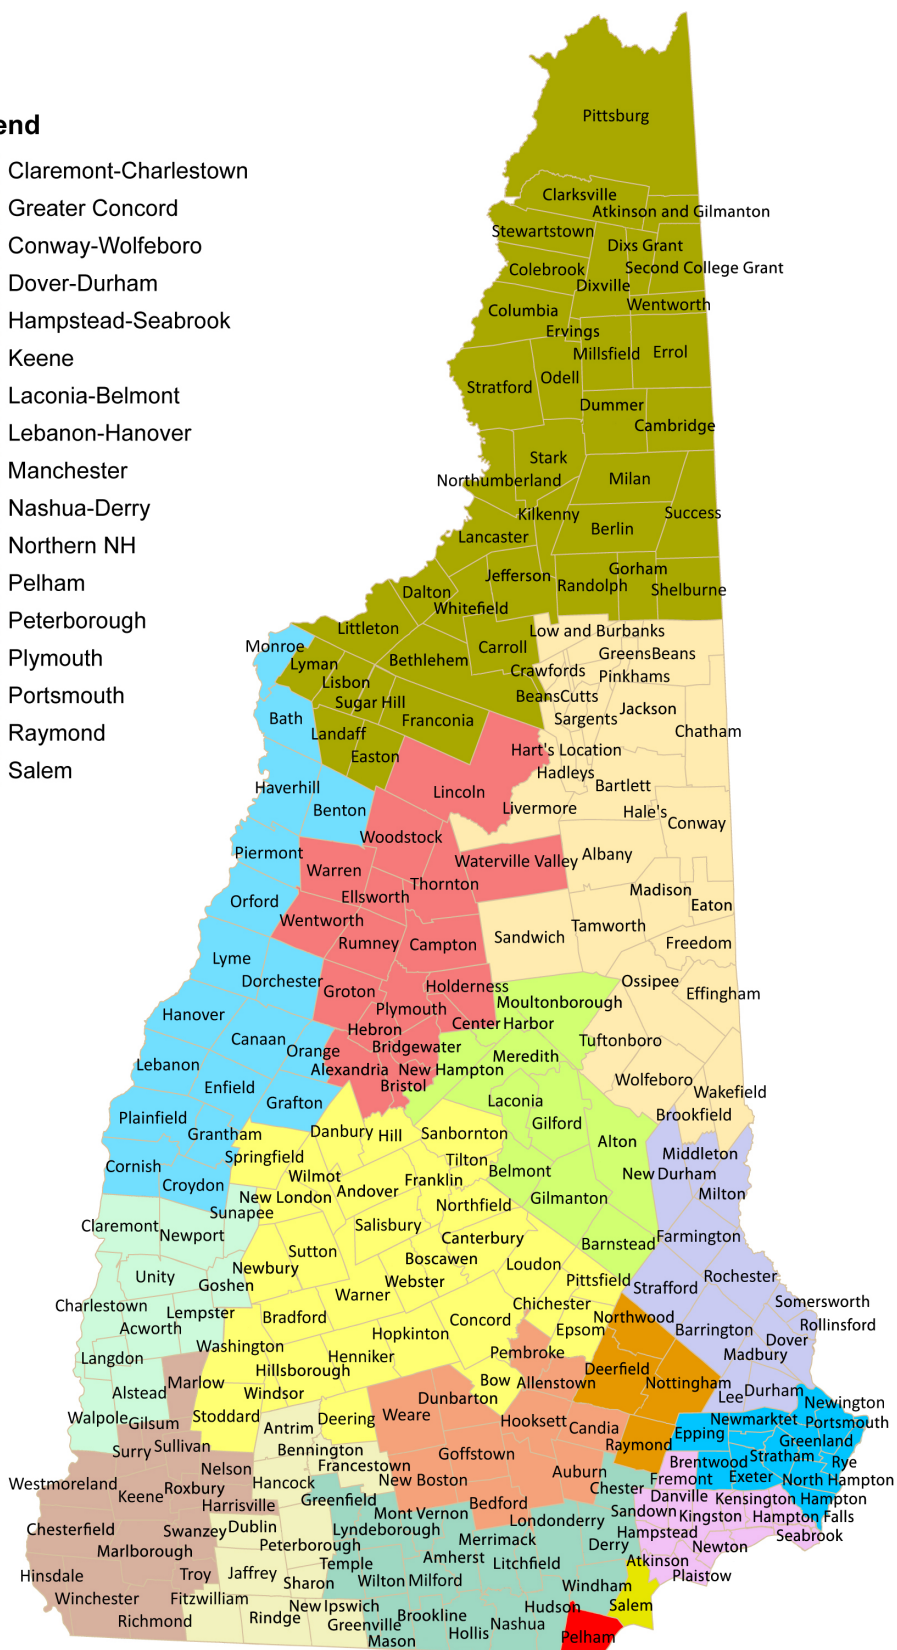 end
Claremont-Charlestown
Greater Concord
Conway-Wolfeboro
Dover-Durham
Hampstead-Seabrook
Keene
Laconia-Belmont
Lebanon-Hanover
Manchester
Nashua-Derry
Northern NH
Pelham
Peterborough
Plymouth
Portsmouth
Raymond
Salem
Pittsburg
Clarksville
Atkinson and Gilmanton
Stewartstown
Dixs Grant
Colebrook
Second College Grant
Dixville
Columbia
Wentworth
Ervings
Millsfield
Errol
Stratford
Odell
Dummer
Cambridge
Stark
Northumberland
Milan
Kilkenny
Success
Lancaster
Berlin
Jefferson
Gorham
Randolph
Shelburne
Dalton
Whitefield
Littleton
Low and Burbanks
Monroe
Carroll
GreensBeans
Lyman
Bethlehem
Crawfords
Pinkhams
Lisbon
Sugar Hill
BeansCutts
Bath
Franconia
Sargents
Jackson
Landaff
Chatham
Easton
Hart's Location
Hadleys
Haverhill
Lincoln
Bartlett
Benton
Livermore
Hale's
Conway
Woodstock
Piermont
Warren
Waterville Valley
Albany
Thornton
Ellsworth
Madison
Orford
Eaton
Wentworth
Tamworth
Rumney
Campton
Sandwich
Freedom
Lyme
Dorchester
Groton
Holderness
Ossipee
Effingham
Moultonborough
Plymouth
Hanover
Hebron
Center Harbor
Canaan
Orange
Bridgewater
Tuftonboro
Lebanon
Alexandria
New Hampton
Meredith
Enfield
Bristol
Wolfeboro
Wakefield
Grafton
Laconia
Brookfield
Plainfield
Gilford
Grantham
Danbury
Hill
Sanbornton
Alton
Middleton
Cornish
Springfield
Tilton
Belmont
New Durham
Croydon
Wilmot
Franklin
Milton
New London
Andover
Gilmanton
Sunapee
Northfield
Claremont
Newport
Salisbury
Canterbury
Barnstead
Farmington
Sutton
Boscawen
Loudon
Unity
Newbury
Webster
Pittsfield
Rochester
Goshen
Warner
Strafford
Charlestown
Lempster
Bradford
Chichester
Somersworth
Acworth
Concord
Northwood
Rollinsford
Hopkinton
Epsom
Barrington
Dover
Langdon
Washington
Henniker
Pembroke
Madbury
Hillsborough
Deerfield
Marlow
Bow
Allenstown
Nottingham
Alstead
Windsor
Dunbarton
Lee
Durham
Newington
Walpole
Gilsum
Stoddard
Antrim
Deering
Weare
Hooksett
Candia
Newmarktet
Portsmouth
Epping
Greenland
Surry
Sullivan
Bennington
Goffstown
Raymond
Stratham
Rye
Nelson
Francestown
Auburn
Brentwood
Westmoreland
Roxbury
Hancock
New Boston
Chester
Fremont
Exeter
North Hampton
Keene
Harrisville
Greenfield
Bedford
Danville
Kensington
Hampton
Mont Vernon
Sandown
Kingston
Hampton Falls
Chesterfield
Swanzey
Dublin
Lyndeborough
Londonderry
Hampstead
Seabrook
Marlborough
Peterborough
Merrimack
Derry
Newton
Amherst
Litchfield
Atkinson
Hinsdale
Troy
Jaffrey
Temple
Plaistow
Sharon
Wilton
Milford
Windham
Winchester
Fitzwilliam
New Ipswich
Hudson
Salem
Richmond
Rindge
Greenville
Brookline
Nashua
Mason
Hollis
Pelham